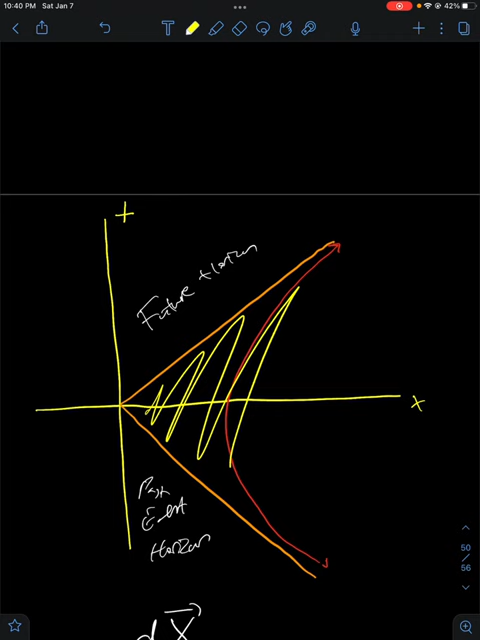 10:40 PM Sat Jan 7
42%
t
Future Horizon
x
Past
Event
Horizon
50
56
d X